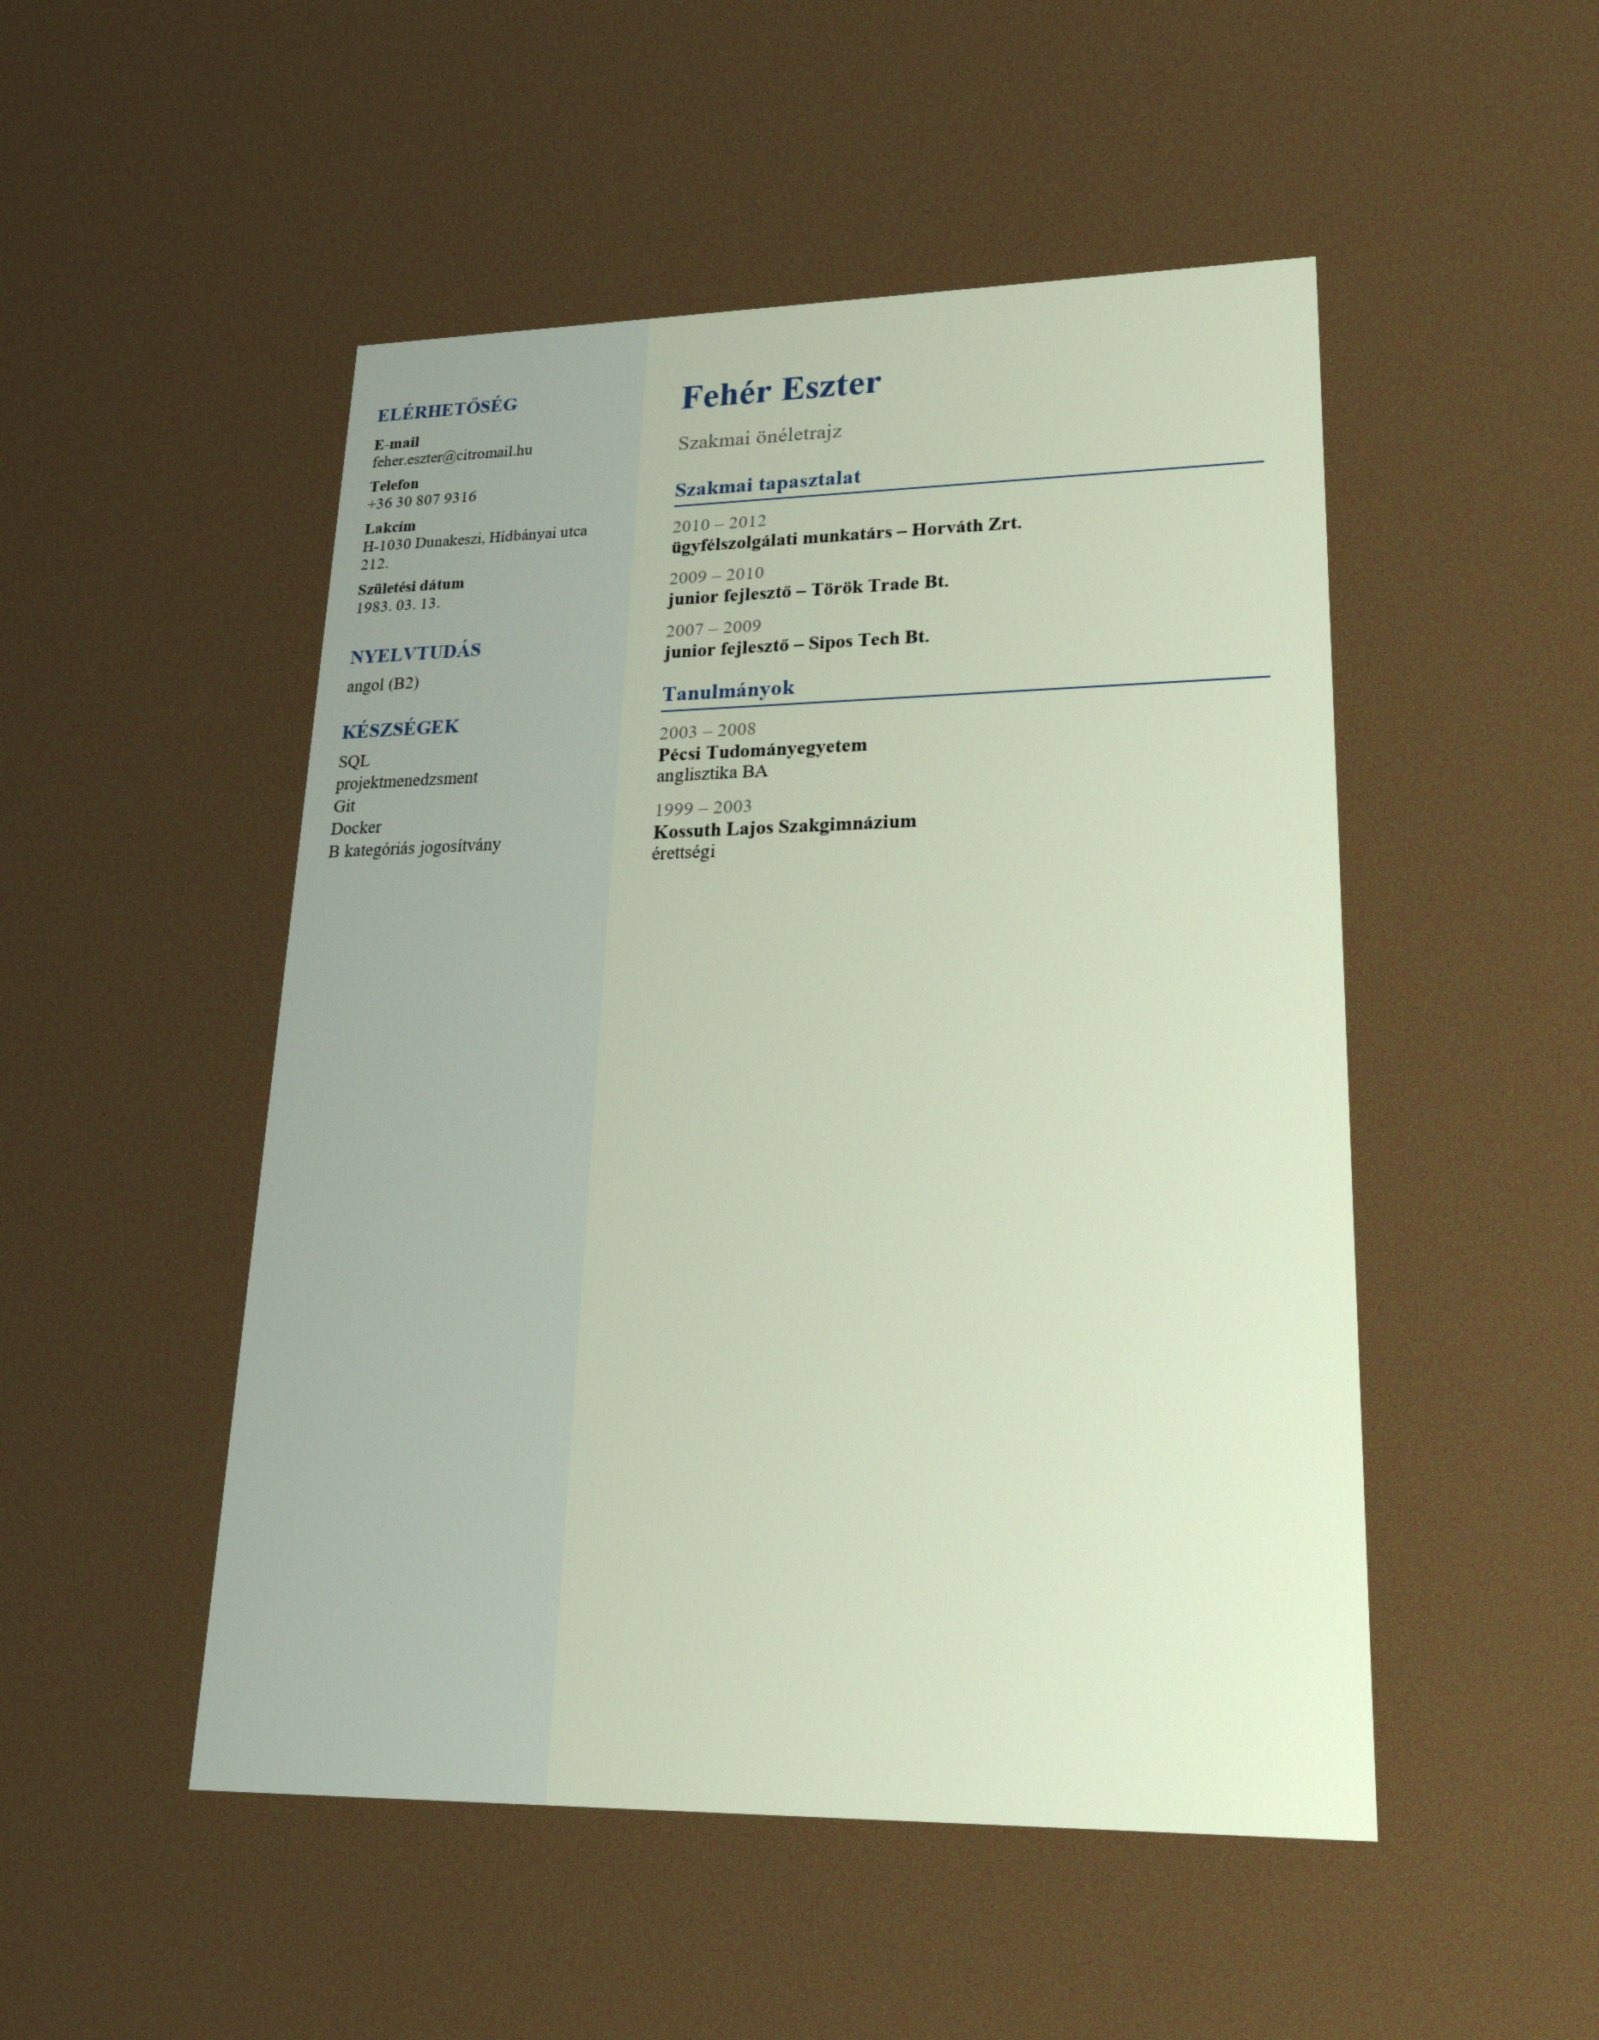 ELÉRHETŐSÉG
E-mail
feher.eszter@citromail.hu
Telefon
+36 30 807 9316
Lakcím
H-1030 Dunakeszi, Hídbányai utca
212.
Születési dátum
1983. 03. 13.
NYELVTUDÁS
angol (B2)
KÉSZSÉGEK
SQL
projektmenedzsment
Git
Docker
B kategóriás jogosítvány
Fehér Eszter
Szakmai önéletrajz
Szakmai tapasztalat
2010 – 2012
ügyfélszolgálati munkatárs – Horváth Zrt.
2009 – 2010
junior fejlesztő – Török Trade Bt.
2007 – 2009
junior fejlesztő – Sipos Tech Bt.
Tanulmányok
2003 – 2008
Pécsi Tudományegyetem
anglisztika BA
1999 – 2003
Kossuth Lajos Szakgimnázium
érettségi